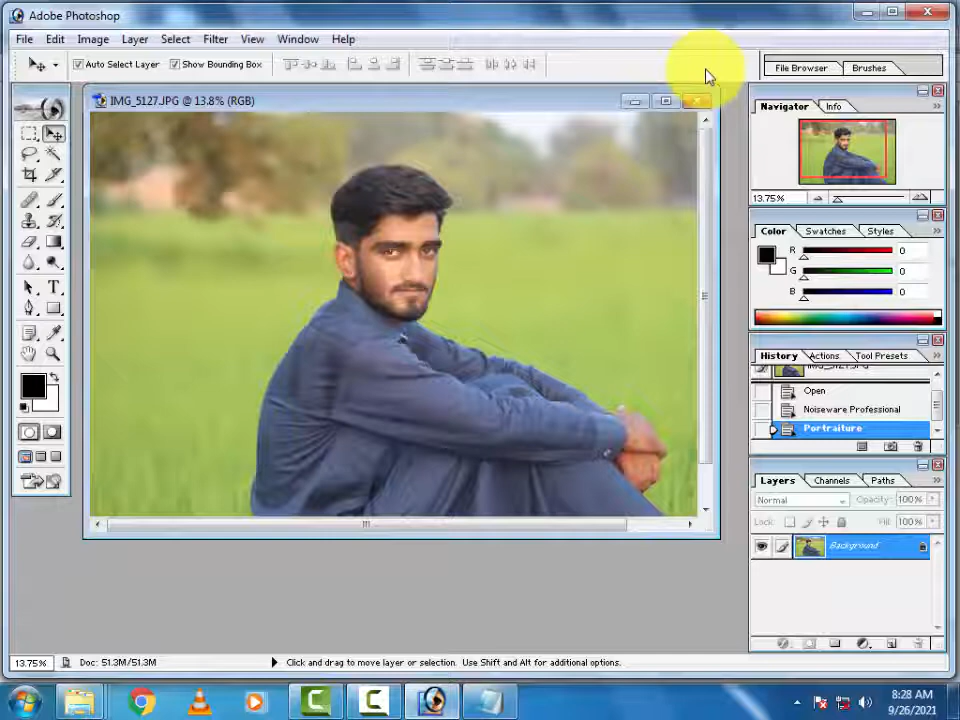 Adobe Photoshop
File Edit Image Layer Select Filter View Window Help
Auto Select Layer Show Bounding Box File Browser Brushes
IMG_5127.JPG @ 13.8% (RGB)
Navigator Info
13.75%
Color Swatches Styles
R 0
G 0
B 0
History Actions Tool Presets
IMG_5127.JPG
Open
Noiseware Professional
Portraiture
Layers Channels Paths
Normal Opacity: 100%
Lock: Fill: 100%
Background
13.75% Doc: 51.3M/51.3M Click and drag to move layer or selection. Use Shift and Alt for additional options.
8:28 AM
9/26/2021